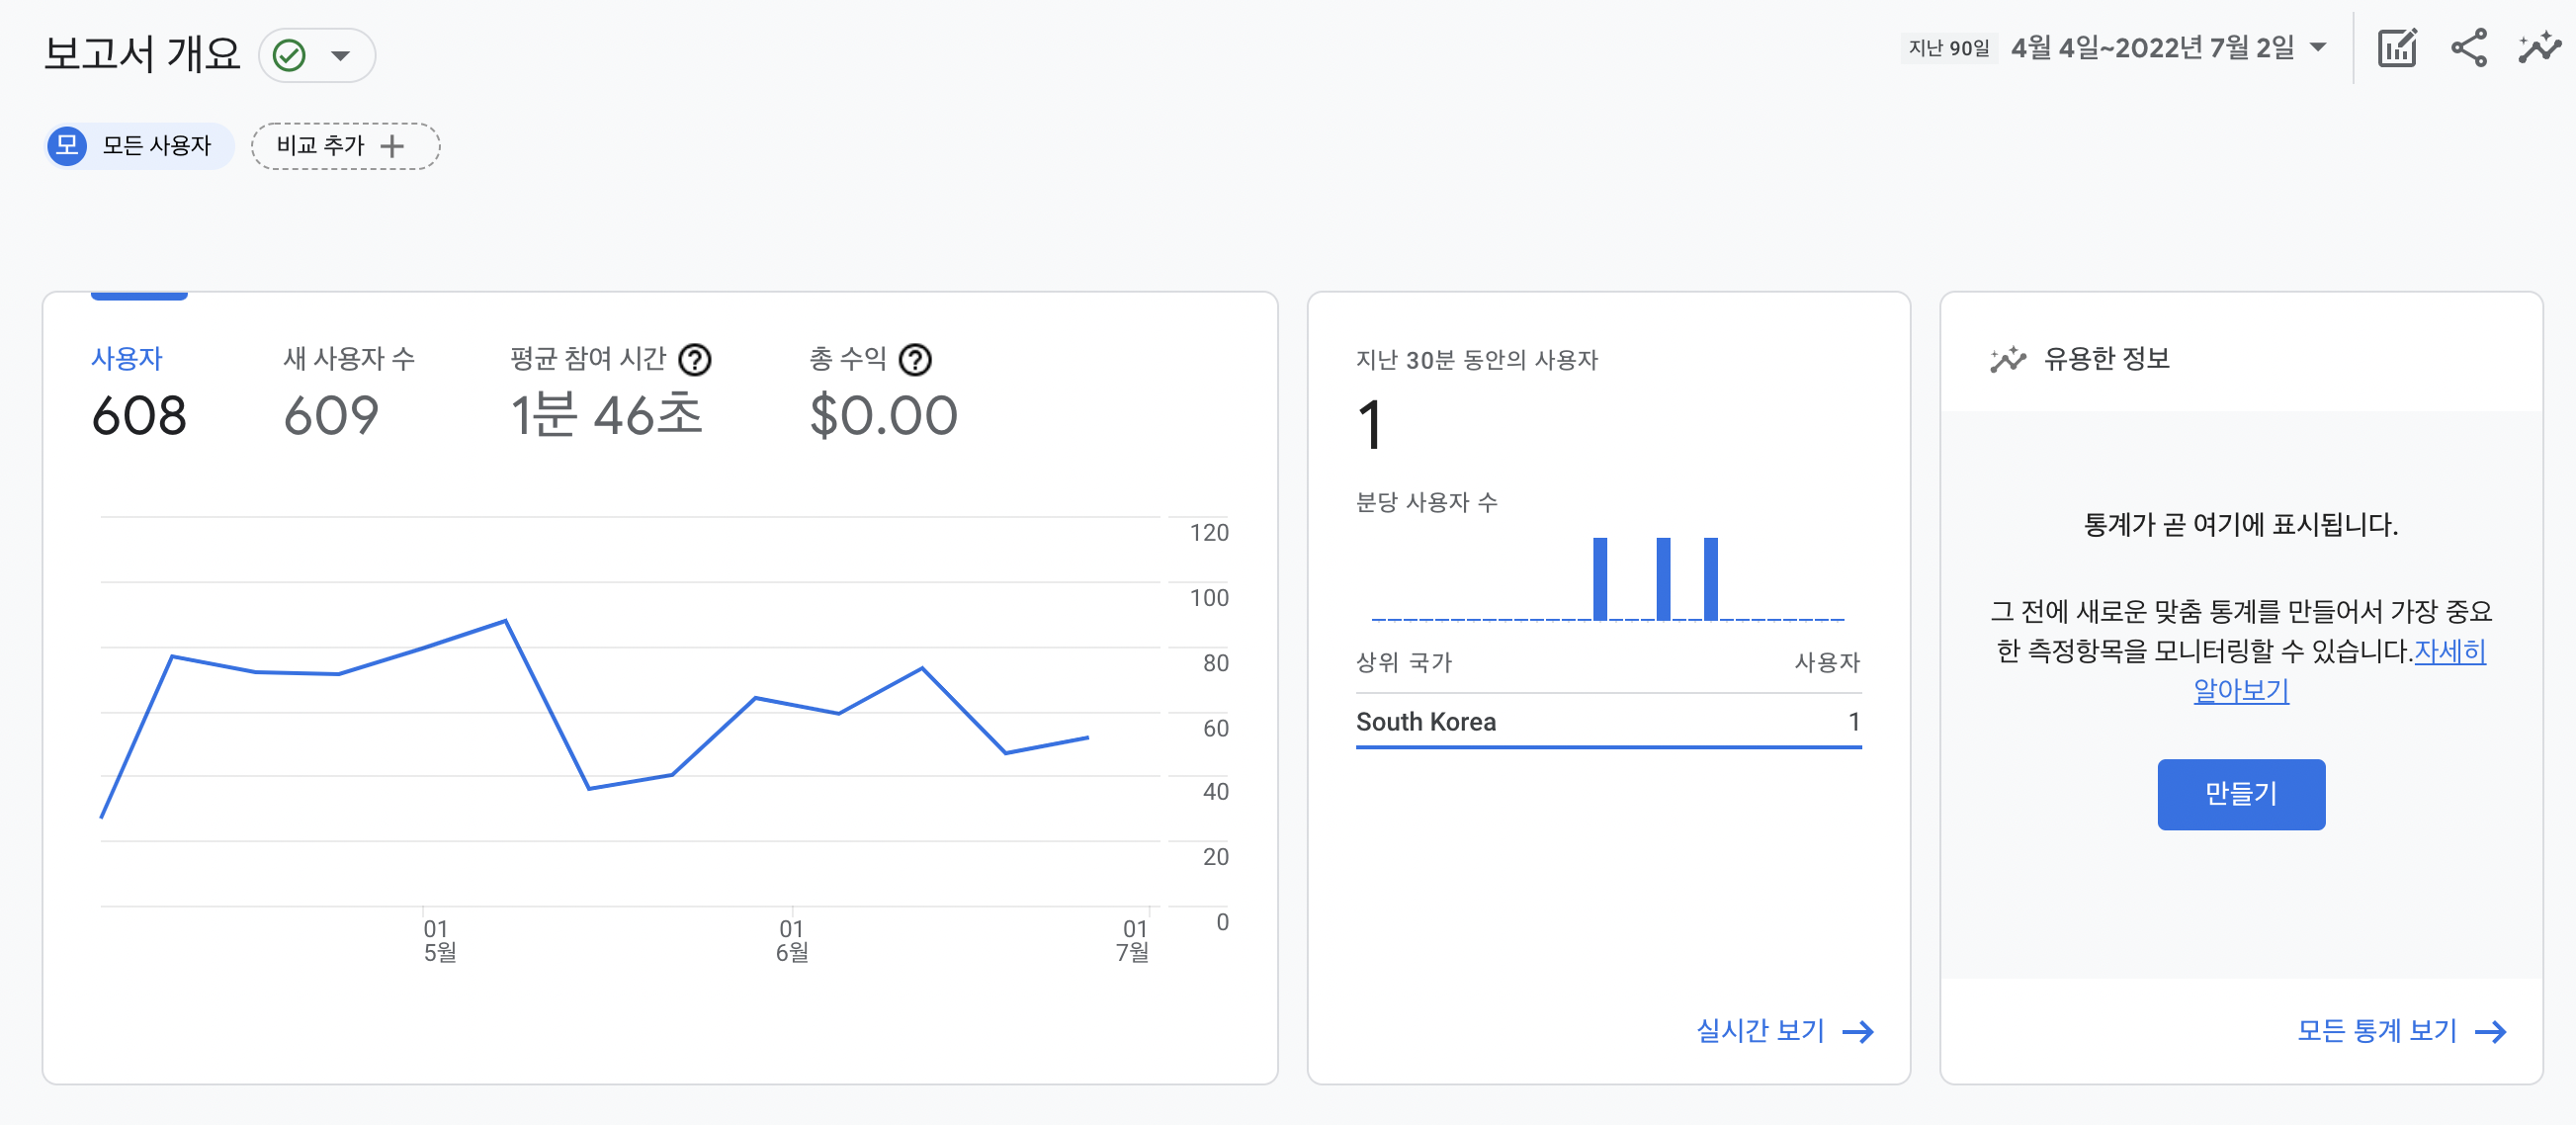 보고서 개요
지난 90일 4월 4일~2022년 7월 2일
모 모든 사용자
비교 추가
사용자
608
새 사용자 수
609
평균 참여 시간
1분 46초
총 수익
$0.00
120
100
80
60
40
20
0
01
5월
01
6월
01
7월
지난 30분 동안의 사용자
1
분당 사용자 수
상위 국가 사용자
South Korea 1
실시간 보기
유용한 정보
통계가 곧 여기에 표시됩니다.
그 전에 새로운 맞춤 통계를 만들어서 가장 중요
한 측정항목을 모니터링할 수 있습니다.자세히
알아보기
만들기
모든 통계 보기